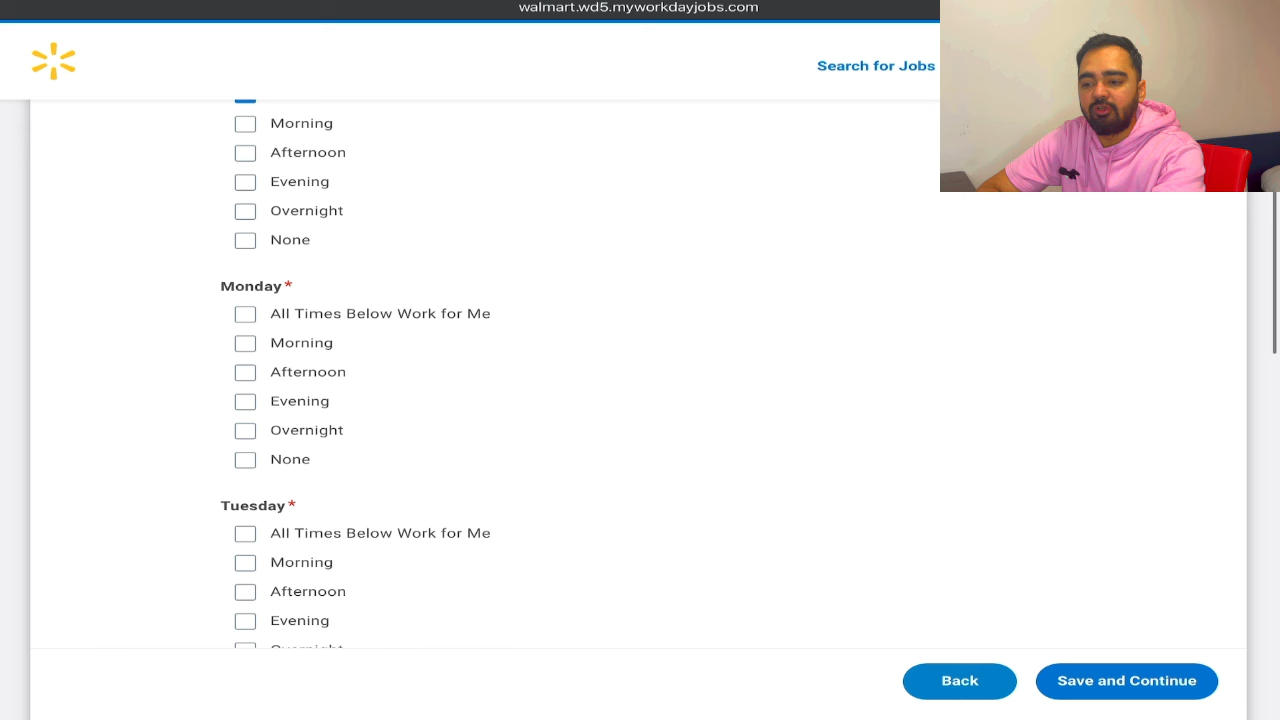 walmart.wd5.myworkdayjobs.com
Search for Jobs
Morning
Afternoon
Evening
Overnight
None
Monday*
All Times Below Work for Me
Morning
Afternoon
Evening
Overnight
None
Tuesday*
All Times Below Work for Me
Morning
Afternoon
Evening
Overnight
Back
Save and Continue